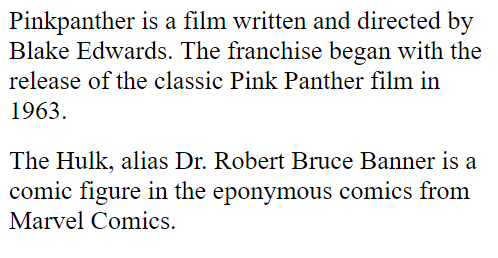 Pinkpanther is a film written and directed by
Blake Edwards. The franchise began with the
release of the classic Pink Panther film in
1963.
The Hulk, alias Dr. Robert Bruce Banner is a
comic figure in the eponymous comics from
Marvel Comics.